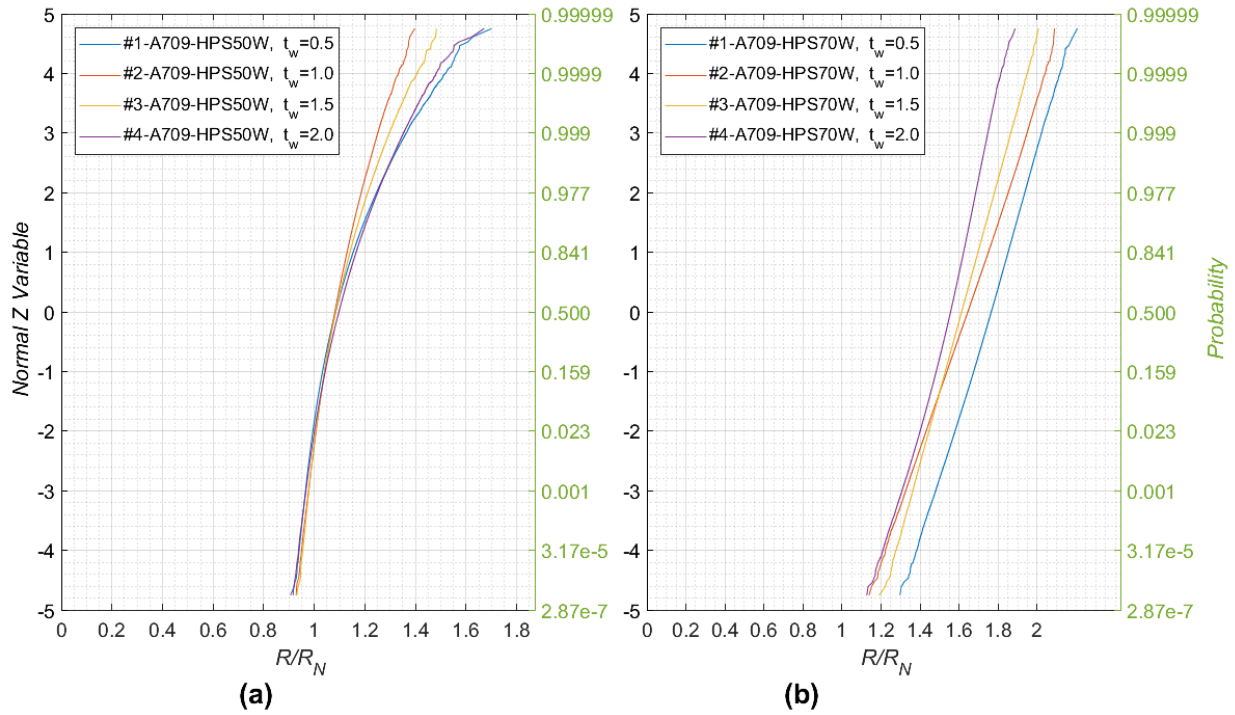 #1-A709-HPS50W, t_w=0.5
#2-A709-HPS50W, t_w=1.0
#3-A709-HPS50W, t_w=1.5
#4-A709-HPS50W, t_w=2.0
Normal Z Variable
5
4
3
2
1
0
-1
-2
-3
-4
-5
0 0.2 0.4 0.6 0.8 1 1.2 1.4 1.6 1.8
R/R_N
0.99999
0.9999
0.999
0.977
0.841
0.500
0.159
0.023
0.001
3.17e-5
2.87e-7
(a)
#1-A709-HPS70W, t_w=0.5
#2-A709-HPS70W, t_w=1.0
#3-A709-HPS70W, t_w=1.5
#4-A709-HPS70W, t_w=2.0
5
4
3
2
1
0
-1
-2
-3
-4
-5
0 0.2 0.4 0.6 0.8 1 1.2 1.4 1.6 1.8 2
R/R_N
0.99999
0.9999
0.999
0.977
0.841
0.500
0.159
0.023
0.001
3.17e-5
2.87e-7
Probability
(b)